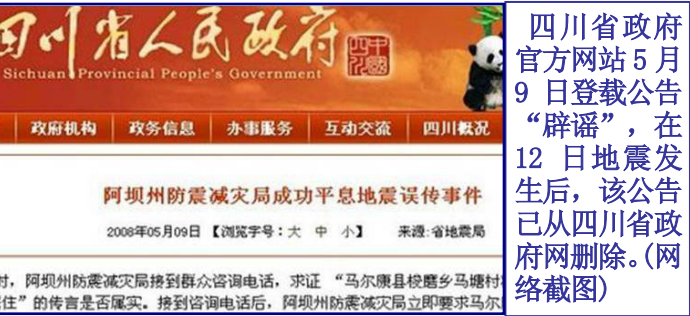 四川省人民政府
中國四川
Sichuan Provincial People's Government
政府机构 政务信息 办事服务 互动交流 四川概况
阿坝州防震减灾局成功平息地震误传事件
2008年05月09日 【浏览字号：大 中 小】 来源：省地震局
时，阿坝州防震减灾局接到群众咨询电话，求证 “马尔康县梭磨乡马塘村
住”的传言是否属实。接到咨询电话后，阿坝州防震减灾局立即要求马尔
四川省政府
官方网站5月
9 日登载公告
“辟谣”，在
12 日地震发
生后，该公告
已从四川省政
府网删除。(网
络截图)